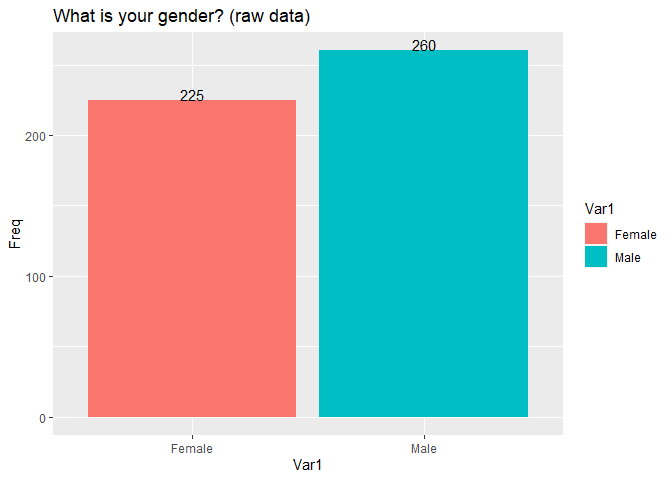 What is your gender? (raw data)
260
225
200
100
0
Freq
Female
Male
Var1
Var1
Female
Male